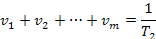 v₁ + v₂ + ⋯ + vₘ = 1/T₂